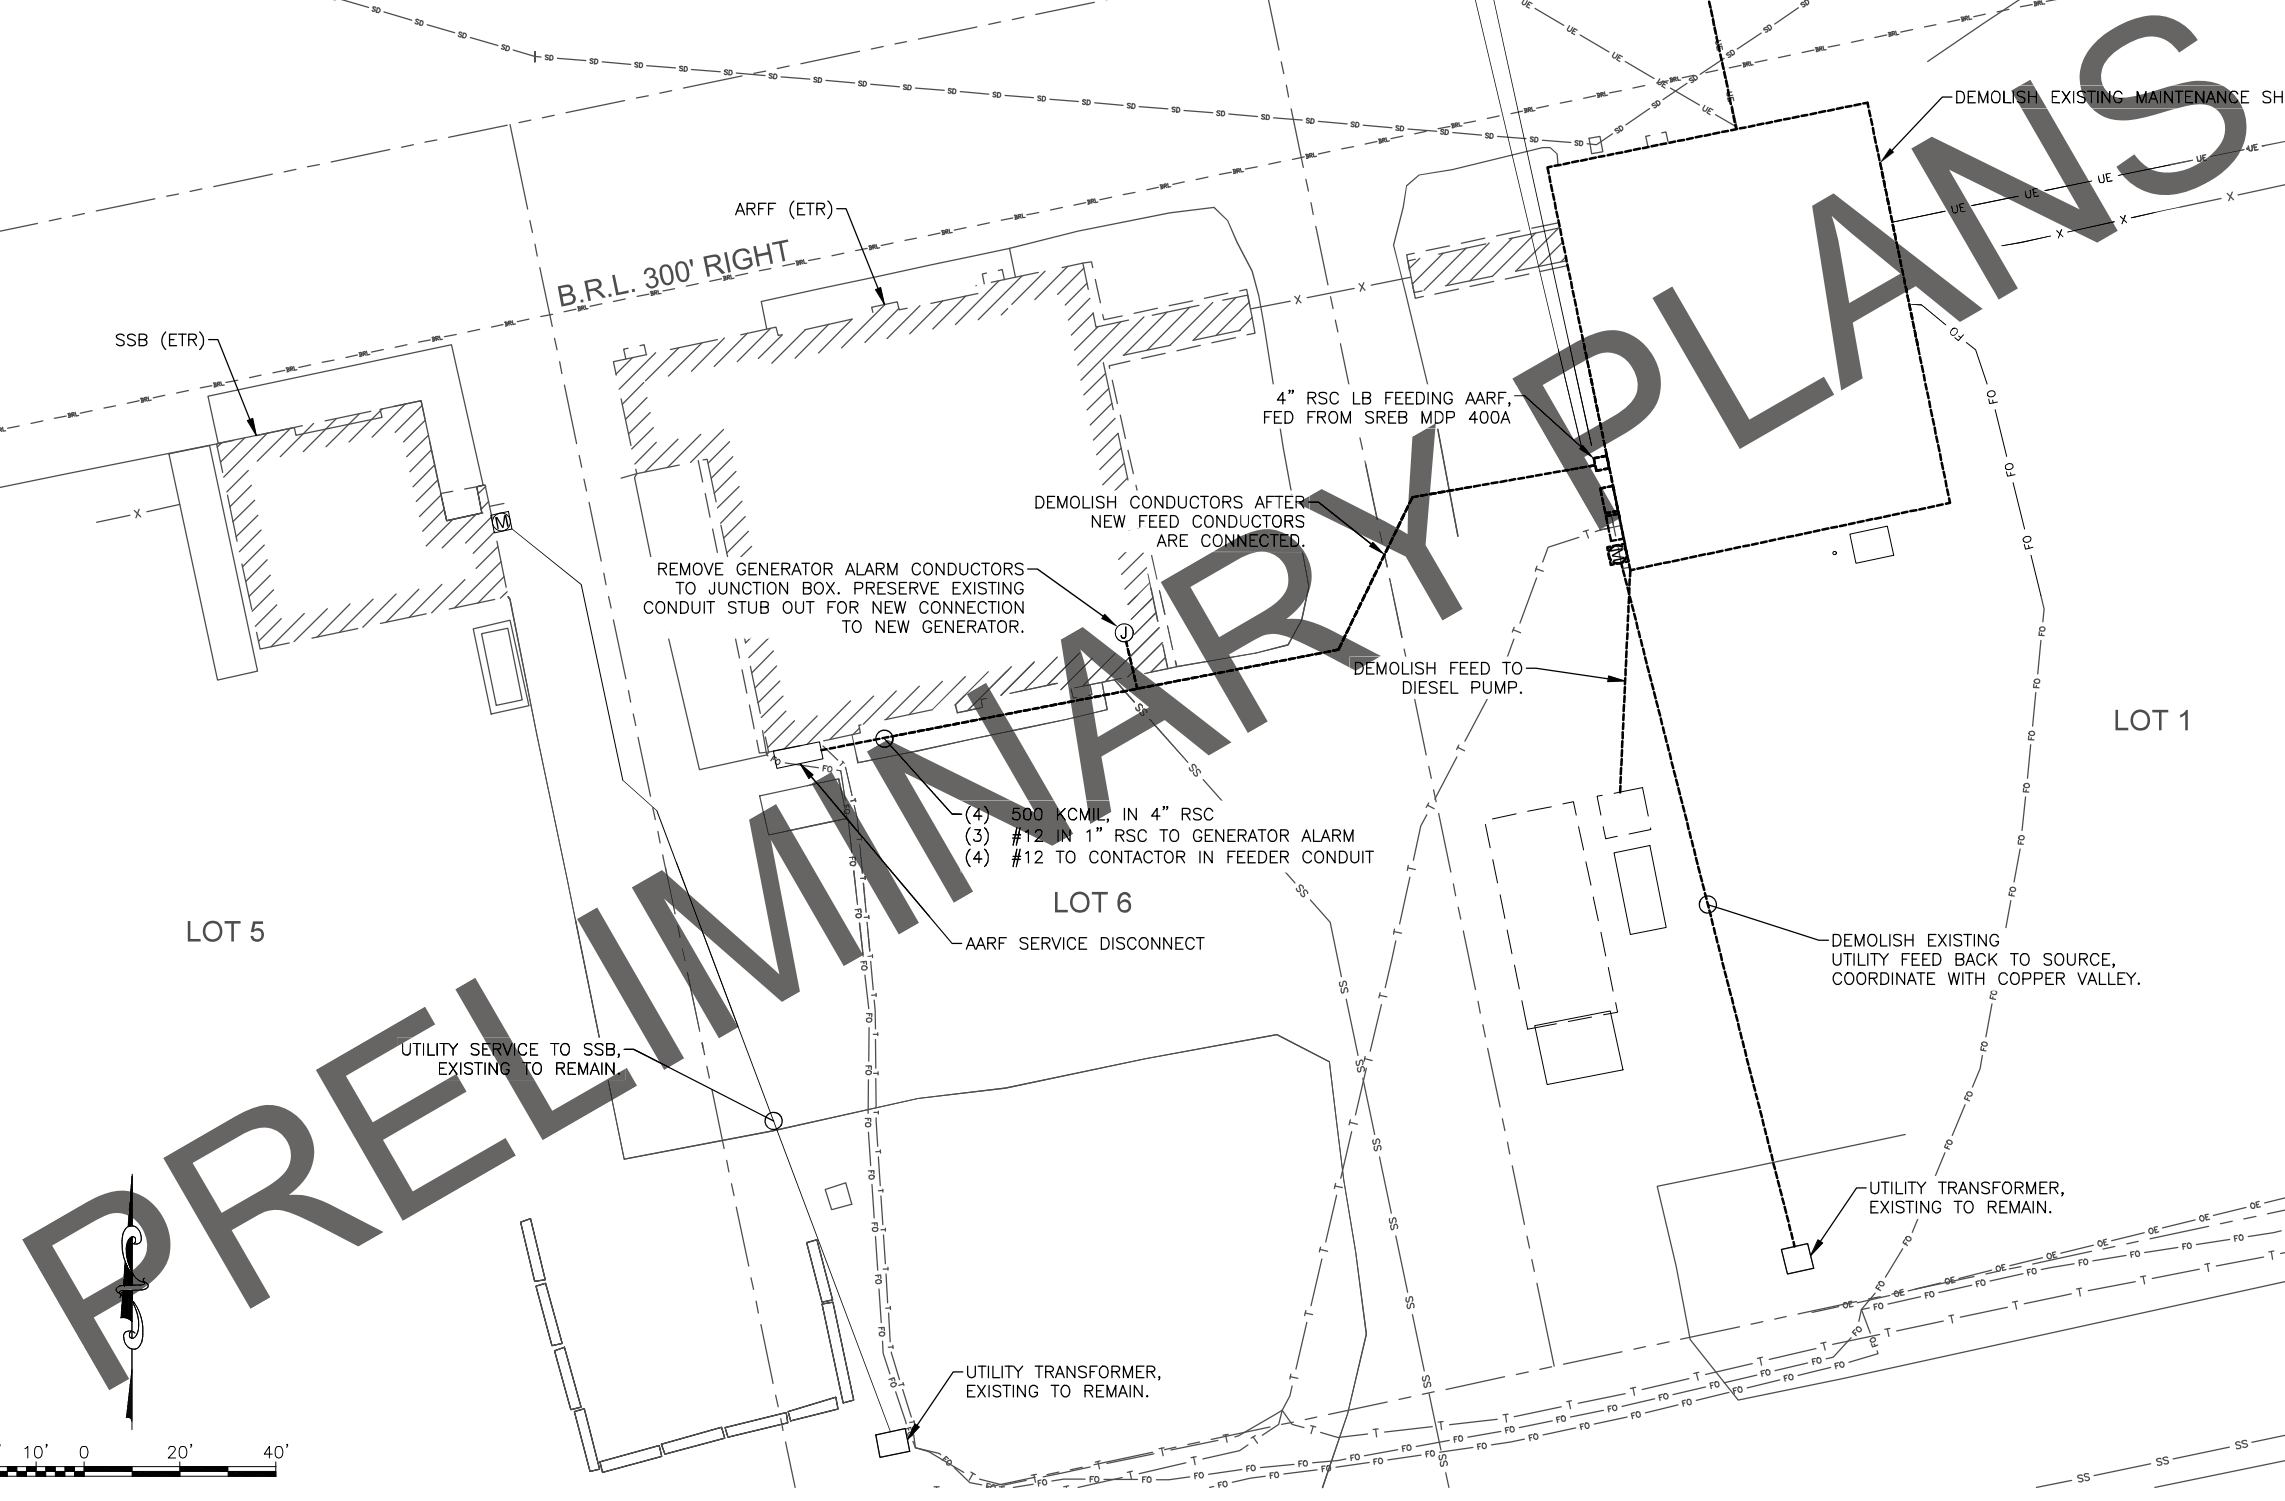 DEMOLISH EXISTING MAINTENANCE SH
ARFF (ETR)
B.R.L. 300' RIGHT
SSB (ETR)
4" RSC LB FEEDING AARF,
FED FROM SREB MDP 400A
DEMOLISH CONDUCTORS AFTER
NEW FEED CONDUCTORS
ARE CONNECTED.
REMOVE GENERATOR ALARM CONDUCTORS
TO JUNCTION BOX. PRESERVE EXISTING
CONDUIT STUB OUT FOR NEW CONNECTION
TO NEW GENERATOR.
M
M
J
DEMOLISH FEED TO
DIESEL PUMP.
LOT 1
(4) 500 KCMIL, IN 4" RSC
(3) #12 IN 1" RSC TO GENERATOR ALARM
(4) #12 TO CONTACTOR IN FEEDER CONDUIT
LOT 6
LOT 5
AARF SERVICE DISCONNECT
DEMOLISH EXISTING
UTILITY FEED BACK TO SOURCE,
COORDINATE WITH COPPER VALLEY.
UTILITY SERVICE TO SSB,
EXISTING TO REMAIN.
UTILITY TRANSFORMER,
EXISTING TO REMAIN.
UTILITY TRANSFORMER,
EXISTING TO REMAIN.
PRELIMINARY PLANS
10' 0 20' 40'